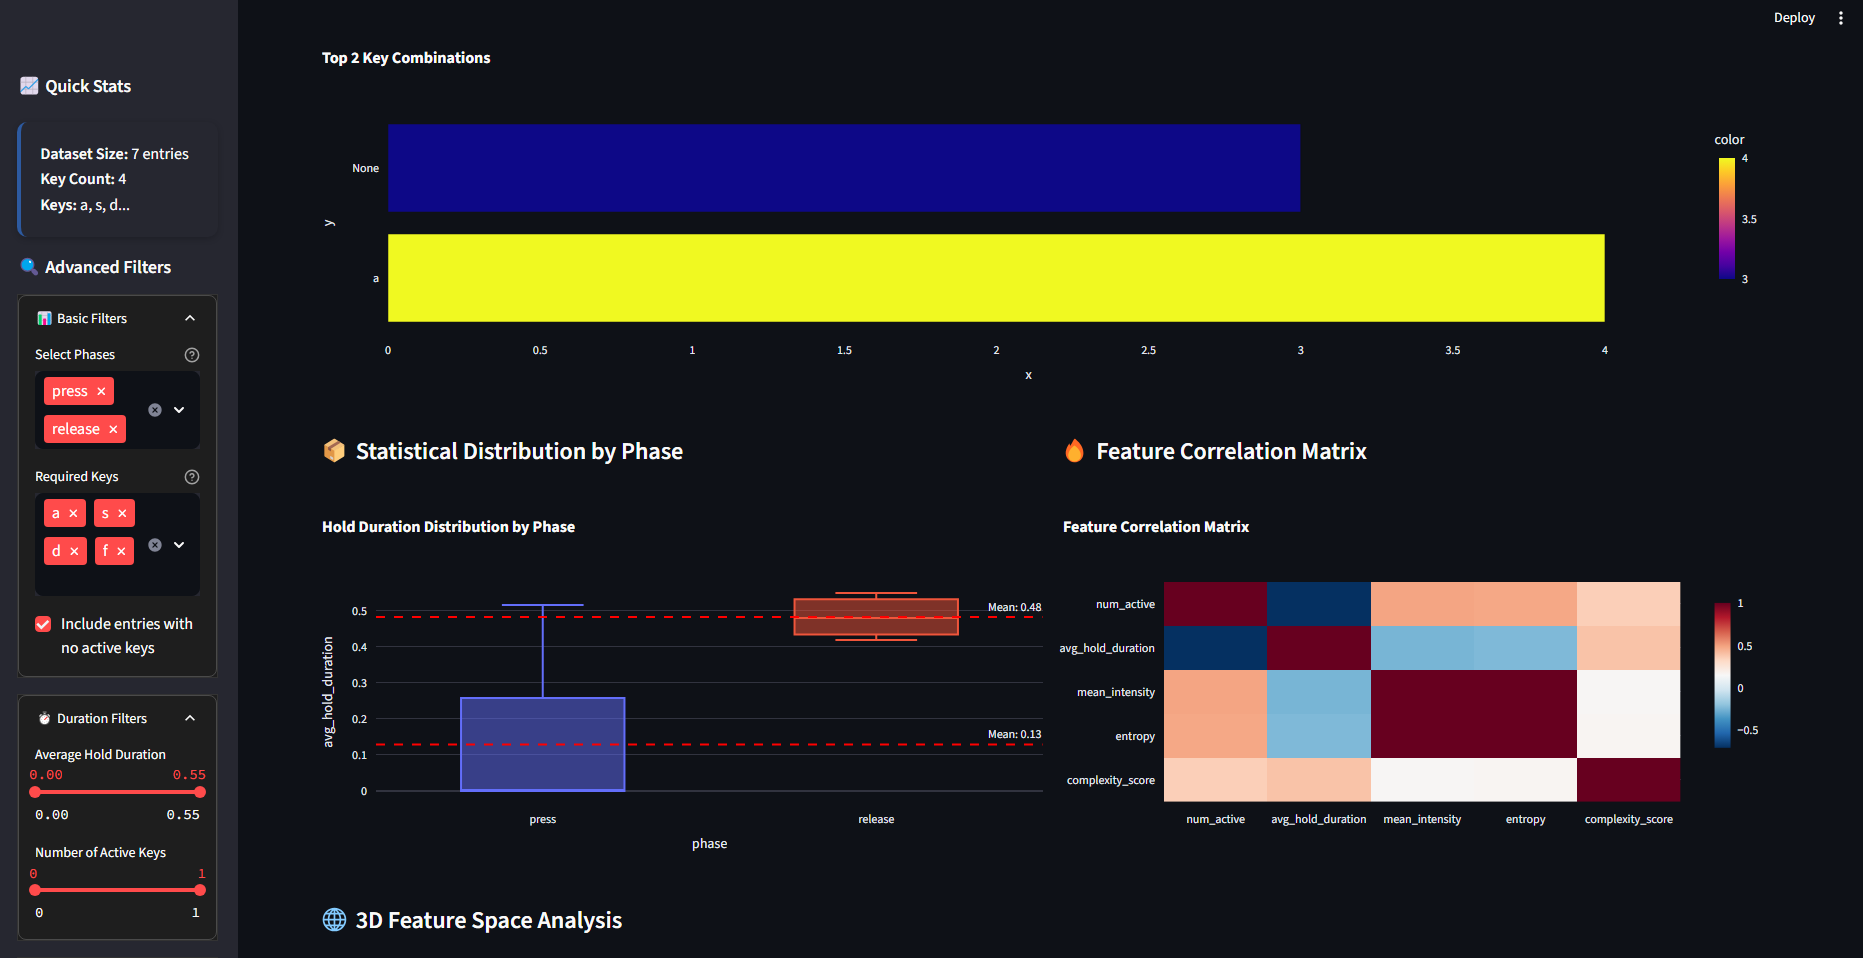 Deploy
Quick Stats
Dataset Size: 7 entries
Key Count: 4
Keys: a, s, d...
Advanced Filters
Basic Filters
Select Phases
press
release
Required Keys
a s
d f
Include entries with
no active keys
Duration Filters
Average Hold Duration
0.00 0.55
0.00 0.55
Number of Active Keys
0 1
0 1
Top 2 Key Combinations
None
a
y
0 0.5 1 1.5 2 2.5 3 3.5 4
x
color
4
3.5
3
Statistical Distribution by Phase
Hold Duration Distribution by Phase
avg_hold_duration
0.5
0.4
0.3
0.2
0.1
0
Mean: 0.48
Mean: 0.13
press release
phase
Feature Correlation Matrix
Feature Correlation Matrix
num_active
avg_hold_duration
mean_intensity
entropy
complexity_score
num_active avg_hold_duration mean_intensity entropy complexity_score
1
0.5
0
−0.5
3D Feature Space Analysis